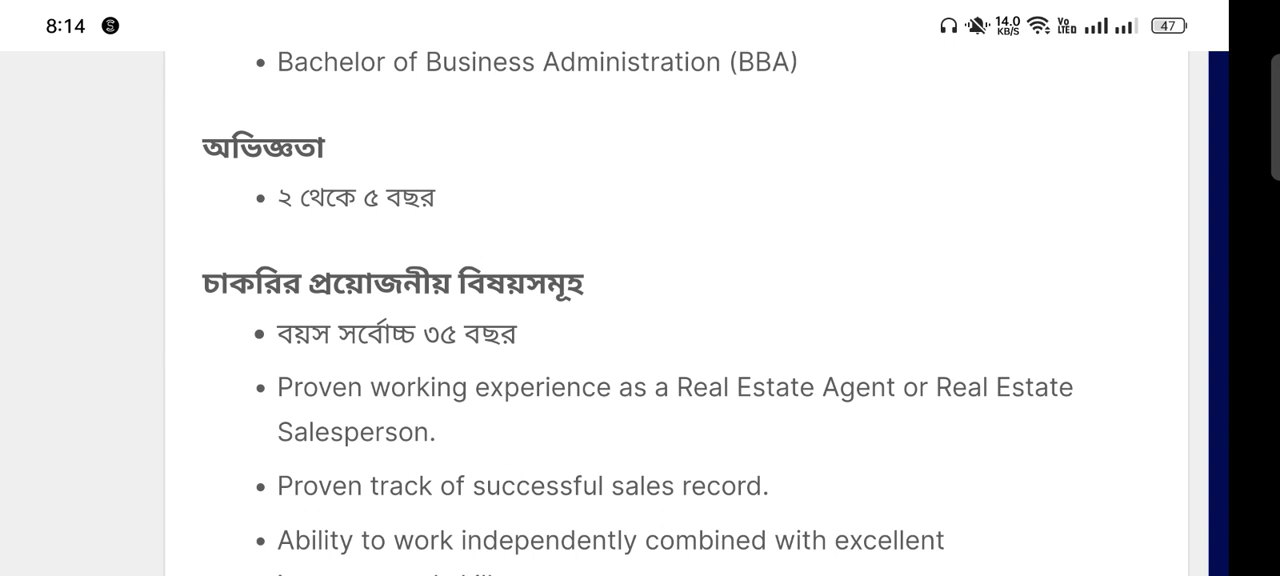 8:14
14.0
KB/S
Vo
LTED
47
Bachelor of Business Administration (BBA)
অভিজ্ঞতা
২ থেকে ৫ বছর
চাকরির প্রয়োজনীয় বিষয়সমূহ
বয়স সর্বোচ্চ ৩৫ বছর
Proven working experience as a Real Estate Agent or Real Estate
Salesperson.
Proven track of successful sales record.
Ability to work independently combined with excellent